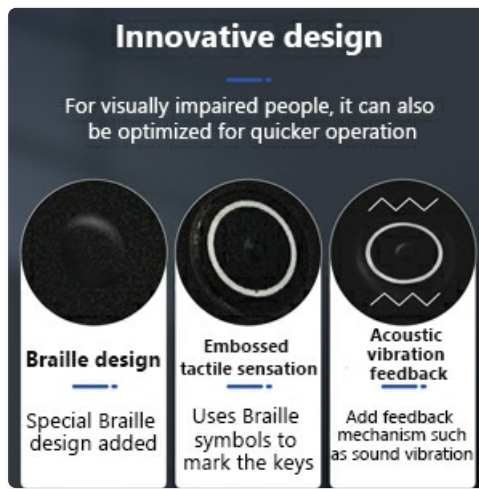 Innovative design
For visually impaired people, it can also
be optimized for quicker operation
Braille design
Special Braille
design added
Embossed
tactile sensation
Uses Braille
symbols to
mark the keys
Acoustic
vibration
feedback
Add feedback
mechanism such
as sound vibration